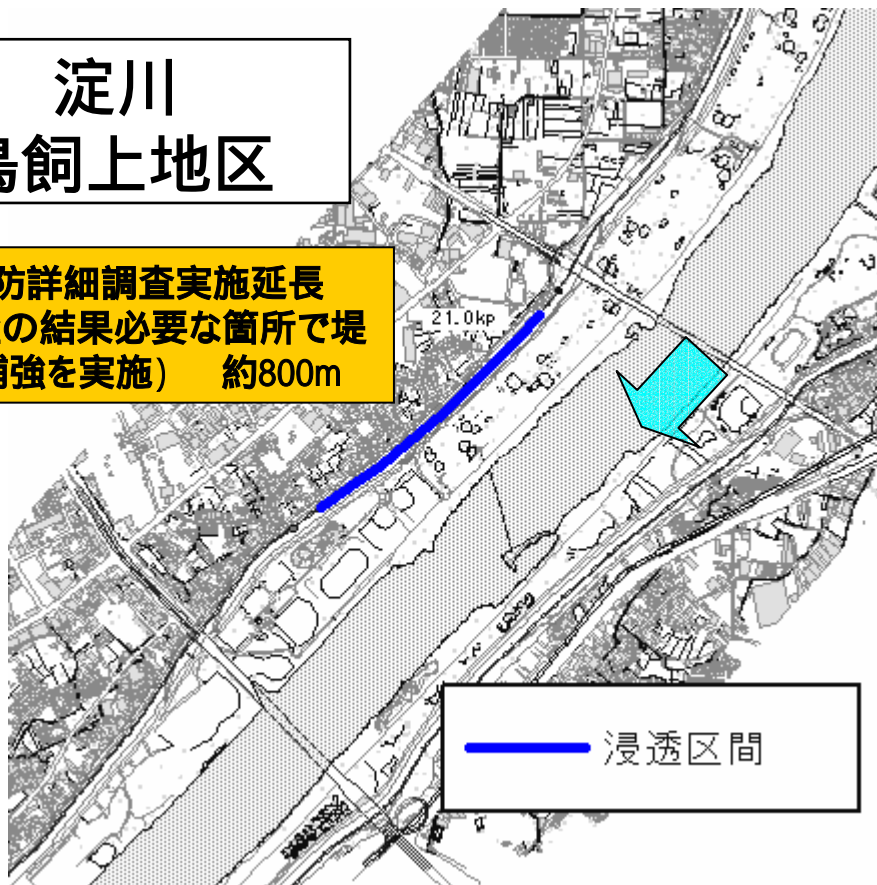 淀川
鳥飼上地区
防詳細調査実施延長
の結果必要な箇所で堤
強を実施) 約800m
21.0kp
浸透区間